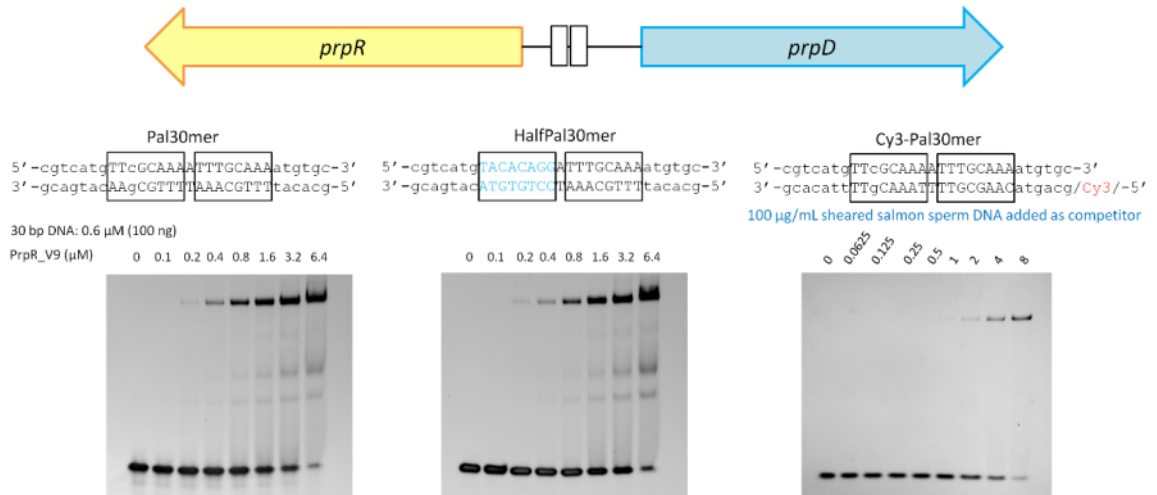 prpR prpD
Pal30mer
5’-cgtcatgTTcGCAAAATTTGCAAAatgtgc-3’
3’-gcagtacAAgCGTTTTAAACGTTTtacacg-5’
HalfPal30mer
5’-cgtcatgTACACAGGATTTGCAAAatgtgc-3’
3’-gcagtacATGTGTCCTAAACGTTTtacacg-5’
Cy3-Pal30mer
5’-cgtcatgTTcGCAAAATTTGCAAAatgtgc-3’
3’-gcacattTTgCAAATTTTGCGAACatgacg/Cy3/-5’
100 µg/mL sheared salmon sperm DNA added as competitor
30 bp DNA: 0.6 µM (100 ng)
PrpR_V9 (µM) 0 0.1 0.2 0.4 0.8 1.6 3.2 6.4
0 0.1 0.2 0.4 0.8 1.6 3.2 6.4
0 0.0625 0.125 0.25 0.5 1 2 4 8